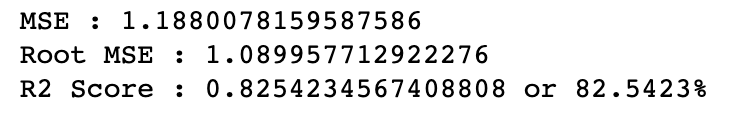 MSE : 1.1880078159587586
Root MSE : 1.089957712922276
R2 Score : 0.8254234567408808 or 82.5423%